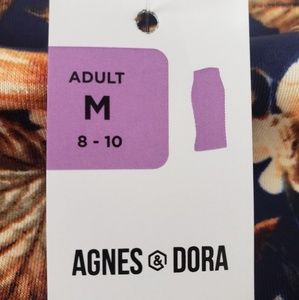 ADULT
M
8 - 10
AGNES & DORA